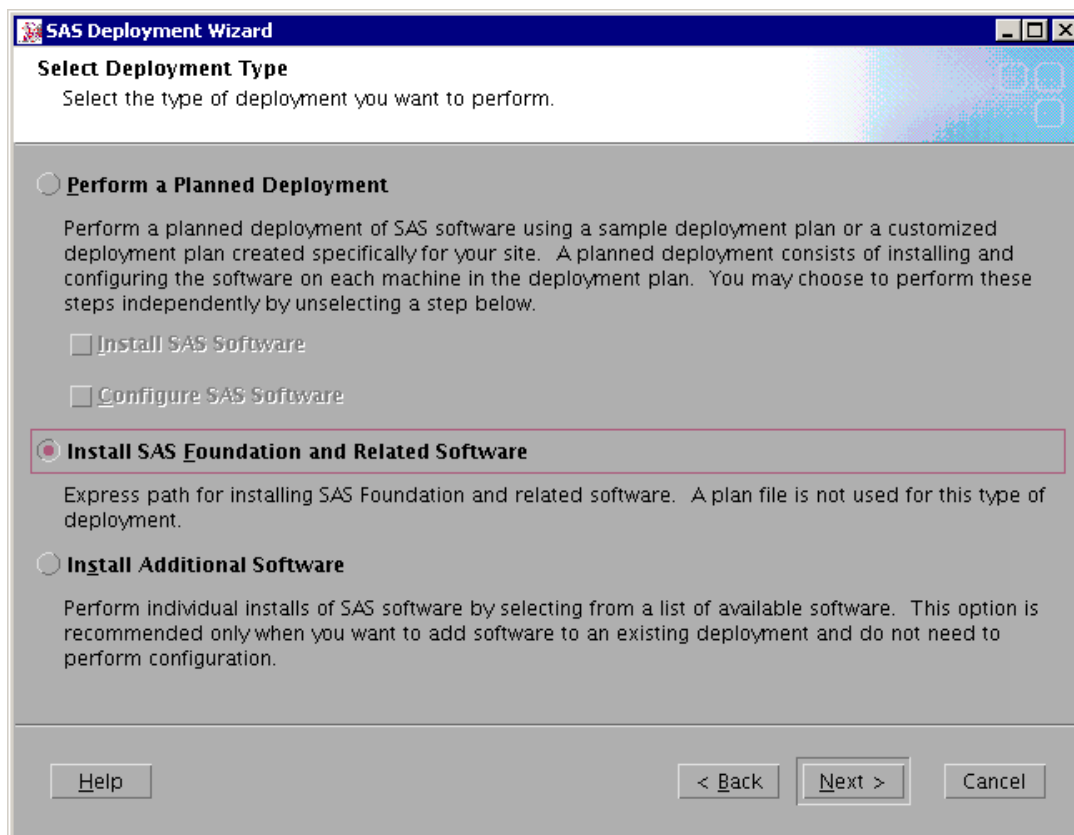 SAS Deployment Wizard
Select Deployment Type
Select the type of deployment you want to perform.
Perform a Planned Deployment
Perform a planned deployment of SAS software using a sample deployment plan or a customized
deployment plan created specifically for your site. A planned deployment consists of installing and
configuring the software on each machine in the deployment plan. You may choose to perform these
steps independently by unselecting a step below.
Install SAS Software
Configure SAS Software
Install SAS Foundation and Related Software
Express path for installing SAS Foundation and related software. A plan file is not used for this type of
deployment.
Install Additional Software
Perform individual installs of SAS software by selecting from a list of available software. This option is
recommended only when you want to add software to an existing deployment and do not need to
perform configuration.
Help
< Back
Next >
Cancel